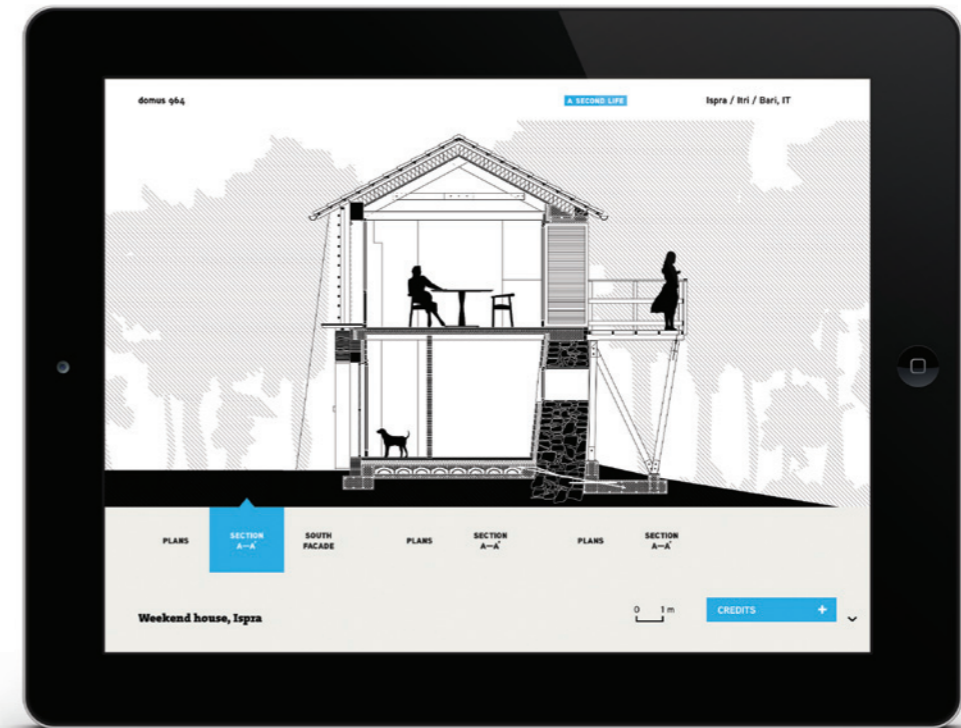 domus 964
A SECOND LIFE
Ispra / Itri / Bari, IT
PLANS
SECTION
A—A'
SOUTH
FACADE
PLANS
SECTION
A—A'
PLANS
SECTION
A—A'
Weekend house, Ispra
0 1 m
CREDITS +